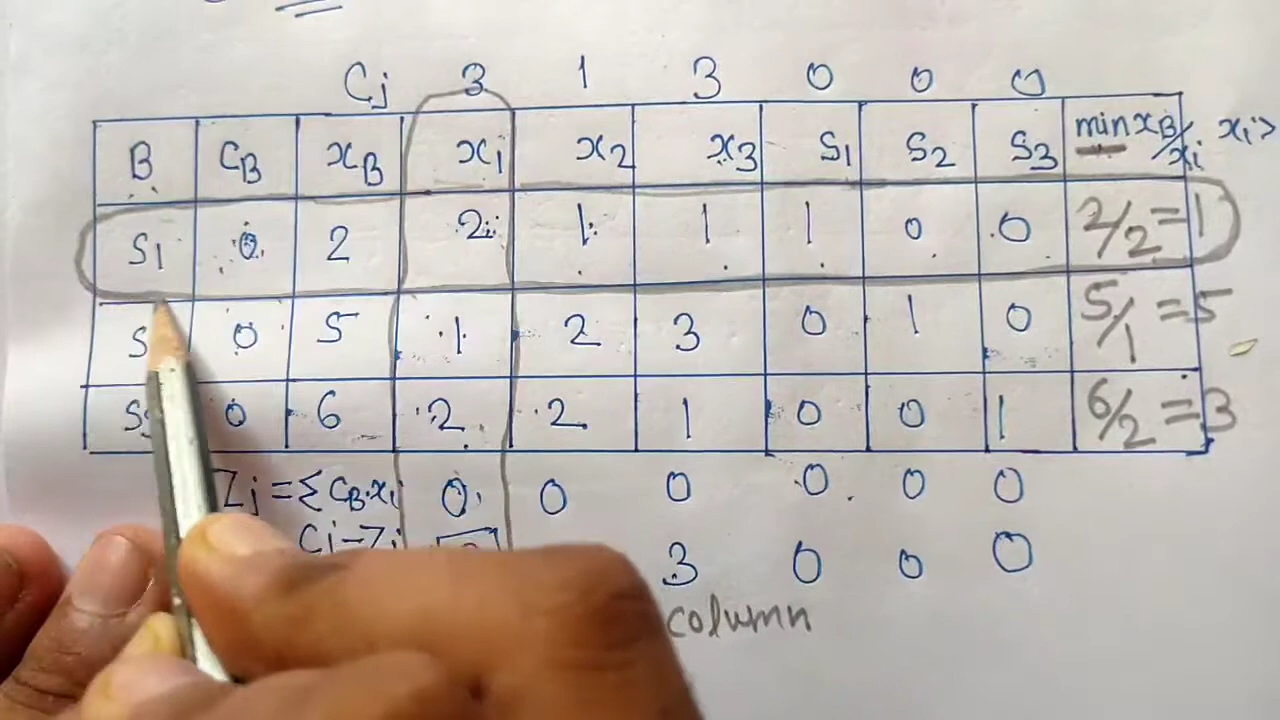 Cj 3 1 3 0 0 0
B CB xB x1 x2 x3 S1 S2 S3 min xB/xi xi>
S1 0 2 2 1 1 1 0 0 2/2=1
S 0 5 1 2 3 0 1 0 5/1=5
S3 0 6 2 2 1 0 0 1 6/2=3
Zj=ΣCB.xi 0 0 0 0 0 0
Cj-Zj 3 0 0 0
column